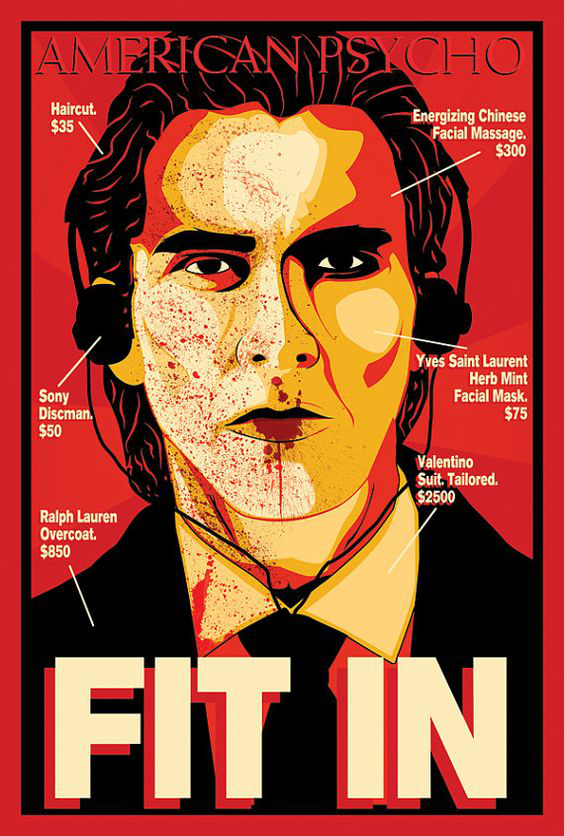 AMERICAN PSYCHO
Haircut.
$35
Energizing Chinese
Facial Massage.
$300
Yves Saint Laurent
Herb Mint
Facial Mask.
$75
Sony
Discman.
$50
Valentino
Suit. Tailored.
$2500
Ralph Lauren
Overcoat.
$850
FIT IN